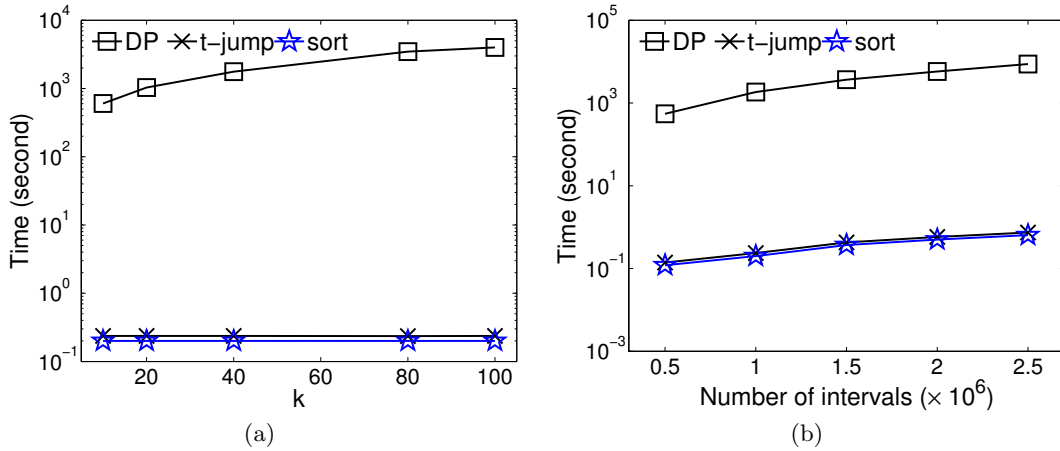 DP t-jump sort
10^4
10^3
10^2
10^1
10^0
10^-1
Time (second)
20 40 60 80 100
k
(a)
DP t-jump sort
10^5
10^3
10^1
10^-1
10^-3
Time (second)
0.5 1 1.5 2 2.5
Number of intervals (× 10^6)
(b)